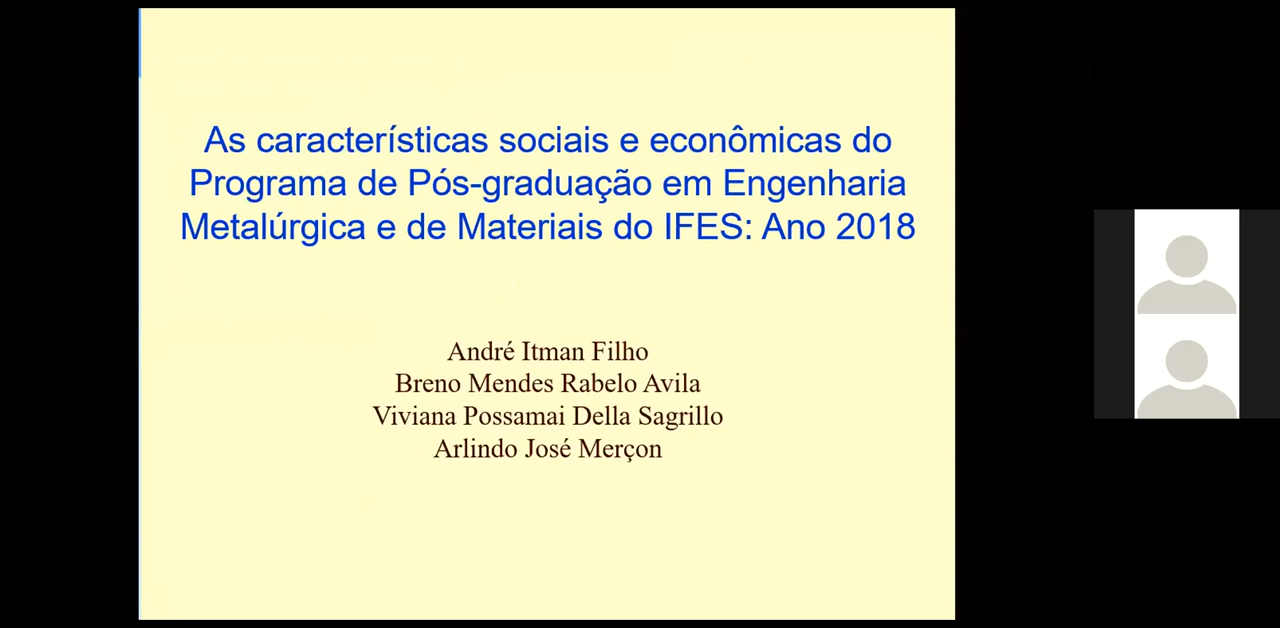 As características sociais e econômicas do
Programa de Pós-graduação em Engenharia
Metalúrgica e de Materiais do IFES: Ano 2018
André Itman Filho
Breno Mendes Rabelo Avila
Viviana Possamai Della Sagrillo
Arlindo José Merçon